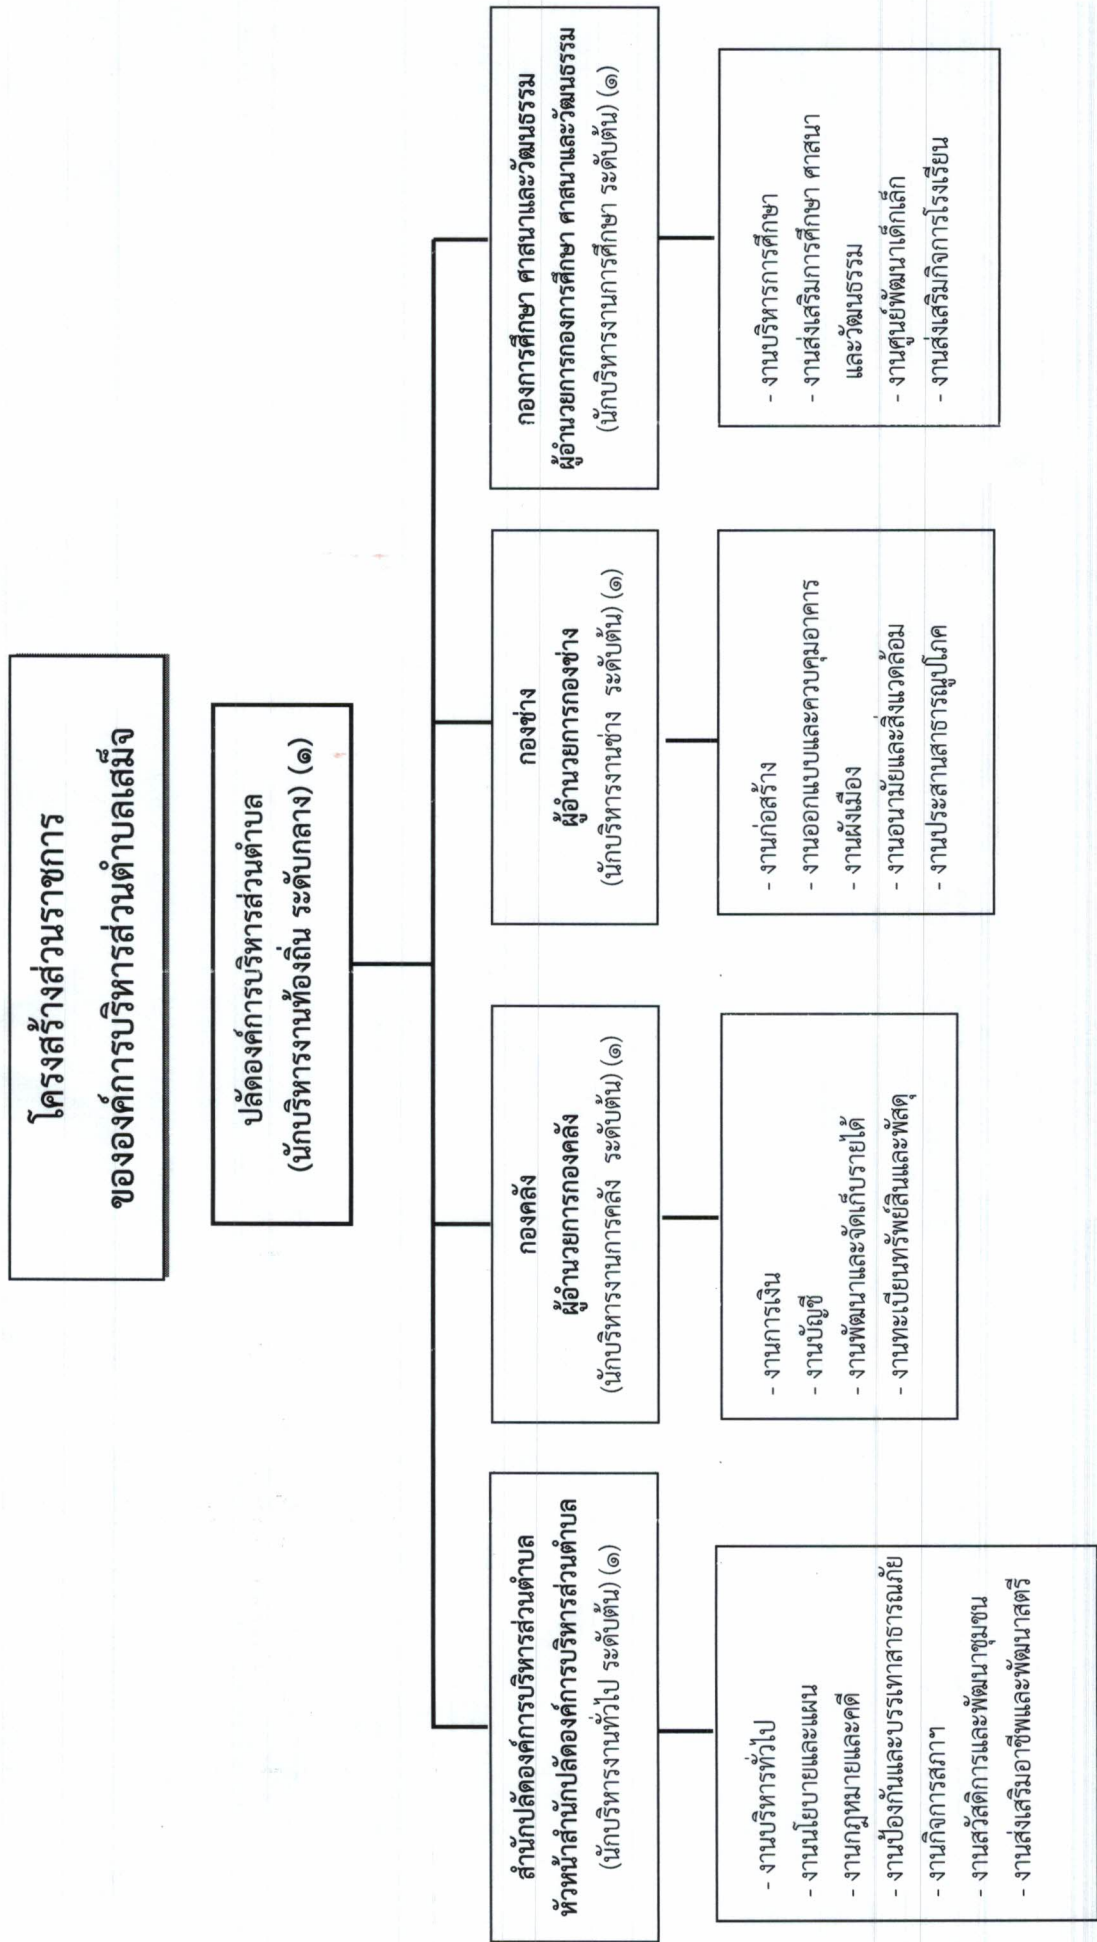 โครงสร้างส่วนราชการ
ขององค์การบริหารส่วนตำบลเสม็จ
ปลัดองค์การบริหารส่วนตำบล
(นักบริหารงานท้องถิ่น ระดับกลาง) (๑)
สำนักปลัดองค์การบริหารส่วนตำบล
หัวหน้าสำนักปลัดองค์การบริหารส่วนตำบล
(นักบริหารงานทั่วไป ระดับต้น) (๑)
- งานบริหารทั่วไป
- งานนโยบายและแผน
- งานกฎหมายและคดี
- งานป้องกันและบรรเทาสาธารณภัย
- งานกิจการสภาฯ
- งานสวัสดิการและพัฒนาชุมชน
- งานส่งเสริมอาชีพและพัฒนาสตรี
กองคลัง
ผู้อำนวยการกองคลัง
(นักบริหารงานการคลัง ระดับต้น) (๑)
- งานการเงิน
- งานบัญชี
- งานพัฒนาและจัดเก็บรายได้
- งานทะเบียนทรัพย์สินและพัสดุ
กองช่าง
ผู้อำนวยการกองช่าง
(นักบริหารงานช่าง ระดับต้น) (๑)
- งานก่อสร้าง
- งานออกแบบและควบคุมอาคาร
- งานผังเมือง
- งานอนามัยและสิ่งแวดล้อม
- งานประสานสาธารณูปโภค
กองการศึกษา ศาสนาและวัฒนธรรม
ผู้อำนวยการกองการศึกษา ศาสนาและวัฒนธรรม
(นักบริหารงานการศึกษา ระดับต้น) (๑)
- งานบริหารการศึกษา
- งานส่งเสริมการศึกษา ศาสนา
และวัฒนธรรม
- งานศูนย์พัฒนาเด็กเล็ก
- งานส่งเสริมกิจการโรงเรียน